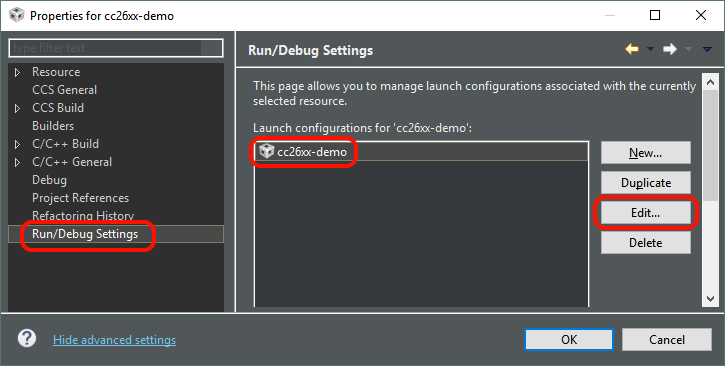 Properties for cc26xx-demo
type filter text
Resource
CCS General
CCS Build
Builders
C/C++ Build
C/C++ General
Debug
Project References
Refactoring History
Run/Debug Settings
Run/Debug Settings
This page allows you to manage launch configurations associated with the currently
selected resource.
Launch configurations for 'cc26xx-demo':
cc26xx-demo
New...
Duplicate
Edit...
Delete
Hide advanced settings
OK
Cancel